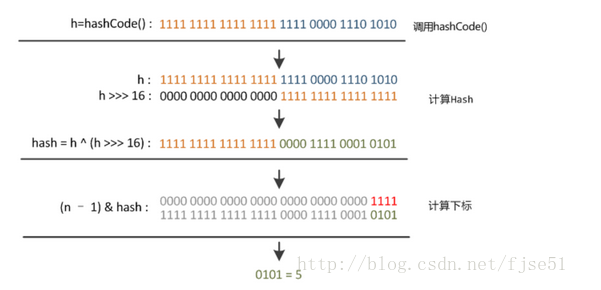 h=hashCode() : 1111 1111 1111 1111 1111 0000 1110 1010 调用hashCode()
h : 1111 1111 1111 1111 1111 0000 1110 1010
h >>> 16 : 0000 0000 0000 0000 1111 1111 1111 1111 计算Hash
hash = h ^ (h >>> 16) : 1111 1111 1111 1111 0000 1111 0001 0101
(n － 1) & hash : 0000 0000 0000 0000 0000 0000 0000 1111 计算下标
1111 1111 1111 1111 0000 1111 0001 0101
0101 = 5
http://blog.csdn.net/fjse51